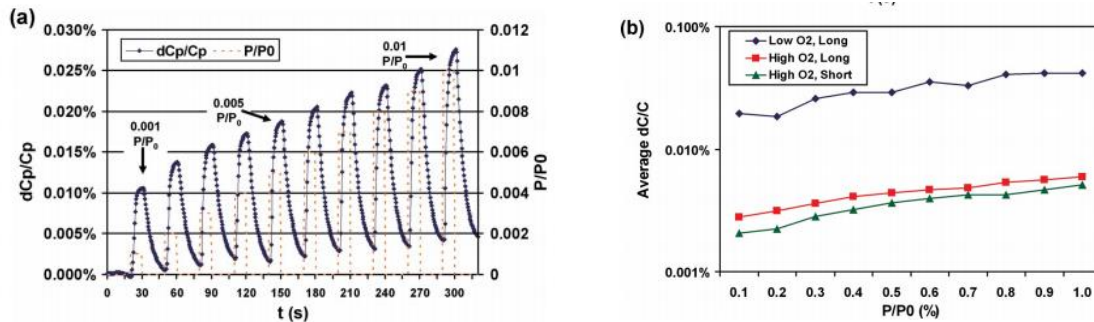 (a)
0.030%
0.025%
0.020%
0.015%
0.010%
0.005%
0.000%
dCp/Cp
dCp/Cp P/P0
0.001
P/P0
0.005
P/P0
0.01
P/P0
0.012
0.01
0.008
0.006
0.004
0.002
0
P/P0
0 30 60 90 120 150 180 210 240 270 300
t (s)
(b)
0.100%
0.010%
0.001%
Average dC/C
Low O2, Long
High O2, Long
High O2, Short
0.1 0.2 0.3 0.4 0.5 0.6 0.7 0.8 0.9 1.0
P/P0 (%)